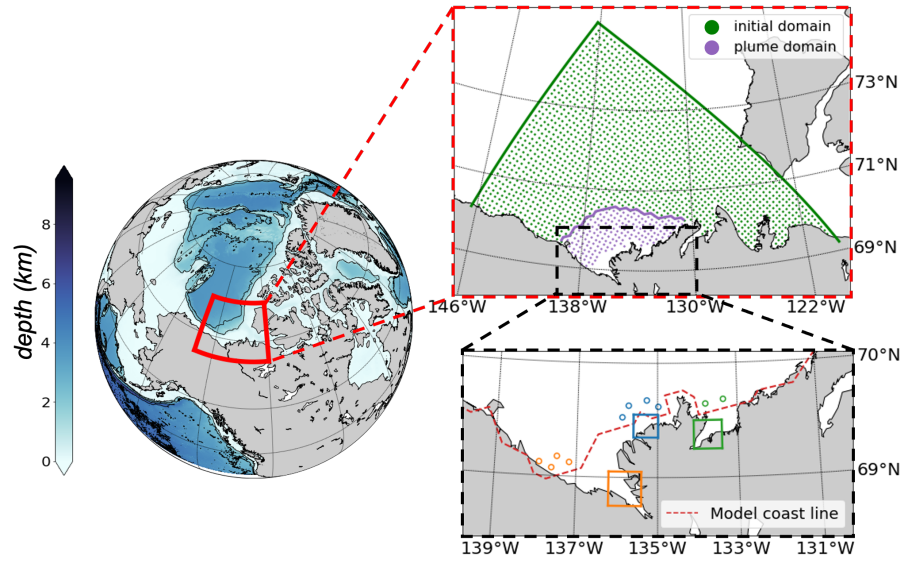 initial domain
plume domain
73°N
71°N
69°N
146°W
138°W
130°W
122°W
depth (km)
8
6
4
2
0
70°N
69°N
Model coast line
139°W
137°W
135°W
133°W
131°W